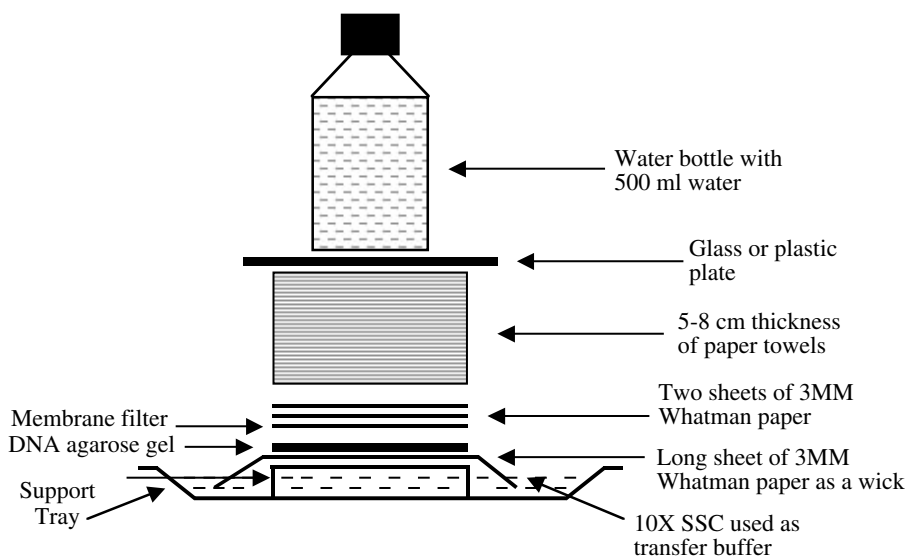 Water bottle with
500 ml water
Glass or plastic
plate
5-8 cm thickness
of paper towels
Two sheets of 3MM
Whatman paper
Membrane filter
DNA agarose gel
Long sheet of 3MM
Whatman paper as a wick
Support
Tray
10X SSC used as
transfer buffer